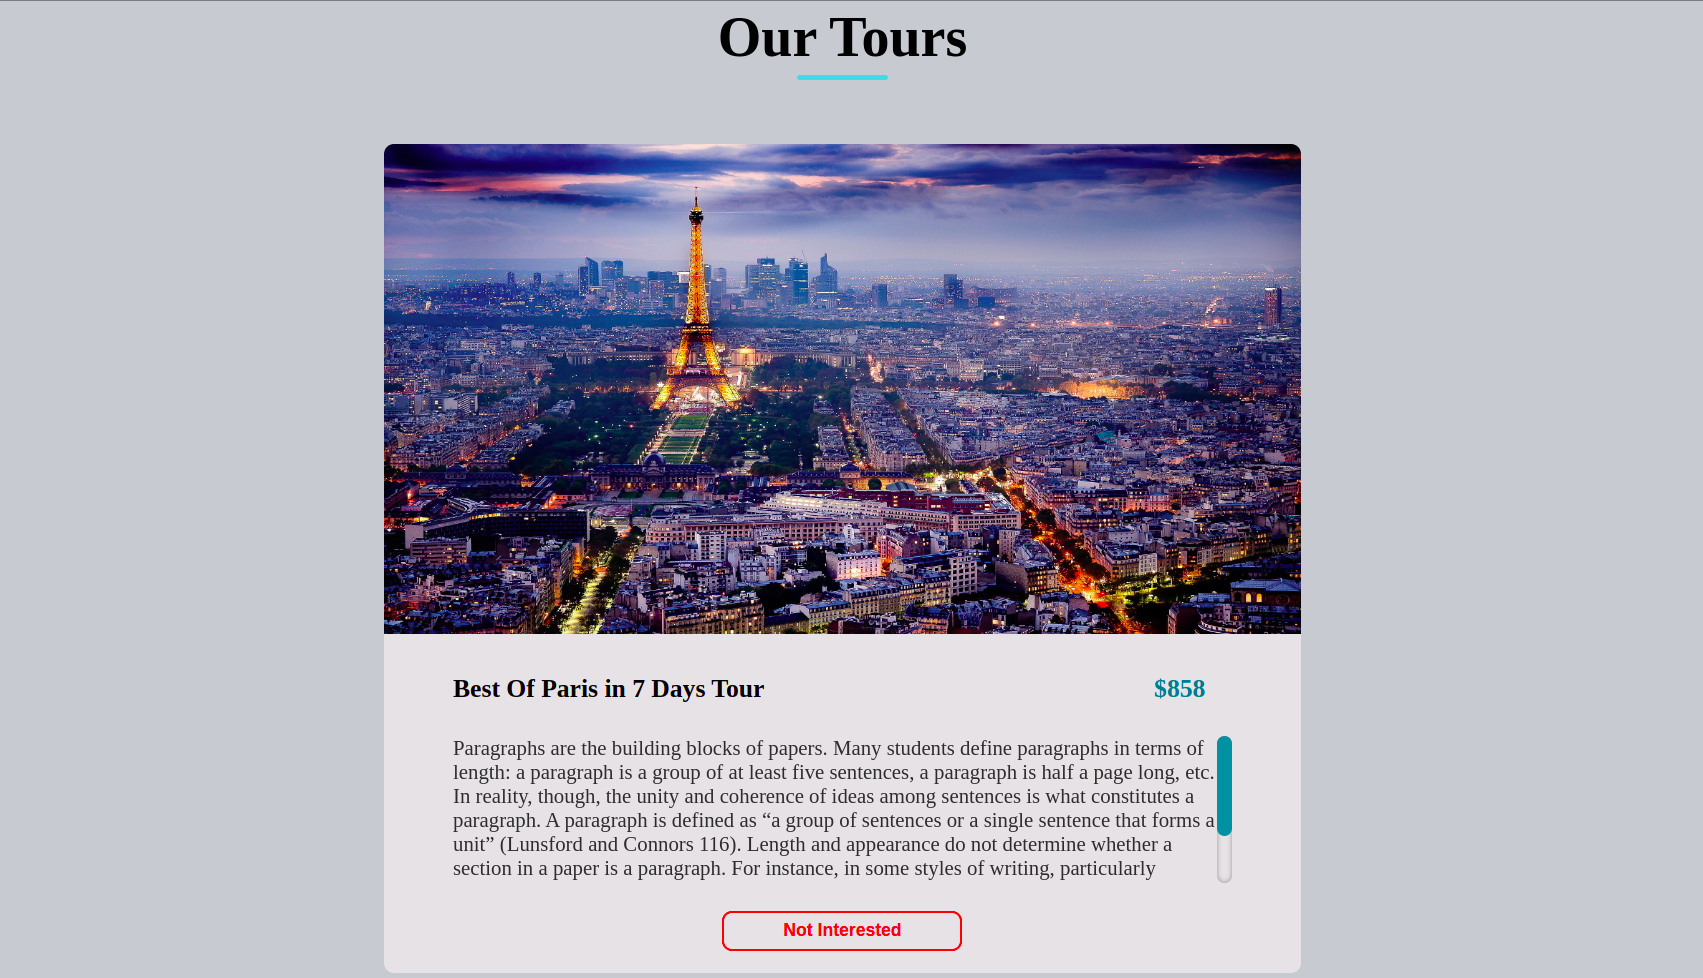 Our Tours
Best Of Paris in 7 Days Tour
$858
Paragraphs are the building blocks of papers. Many students define paragraphs in terms of
length: a paragraph is a group of at least five sentences, a paragraph is half a page long, etc.
In reality, though, the unity and coherence of ideas among sentences is what constitutes a
paragraph. A paragraph is defined as “a group of sentences or a single sentence that forms a
unit” (Lunsford and Connors 116). Length and appearance do not determine whether a
section in a paper is a paragraph. For instance, in some styles of writing, particularly
Not Interested